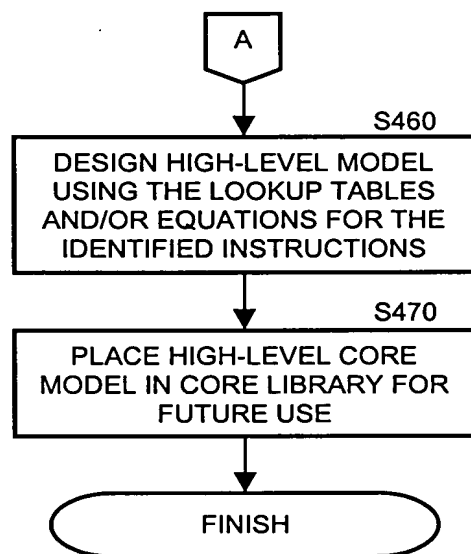 A
S460
DESIGN HIGH-LEVEL MODEL
USING THE LOOKUP TABLES
AND/OR EQUATIONS FOR THE
IDENTIFIED INSTRUCTIONS
S470
PLACE HIGH-LEVEL CORE
MODEL IN CORE LIBRARY FOR
FUTURE USE
FINISH